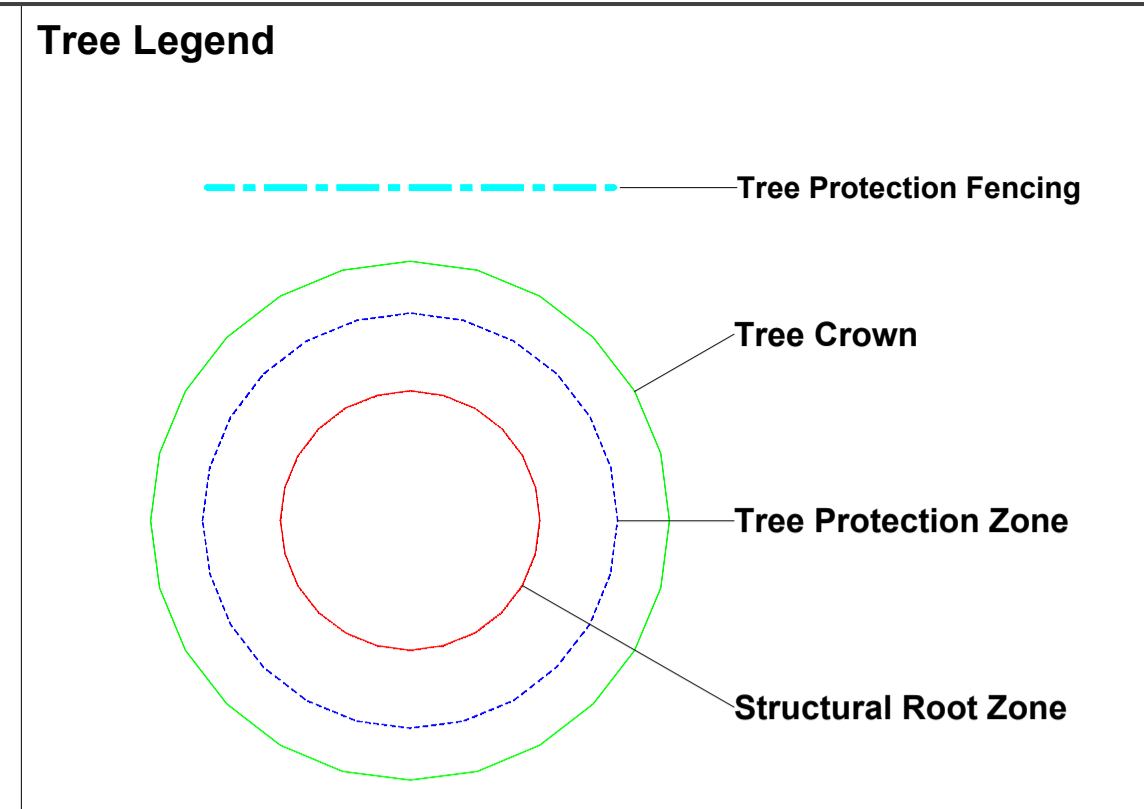 Tree Legend
Tree Protection Fencing
Tree Crown
Tree Protection Zone
Structural Root Zone